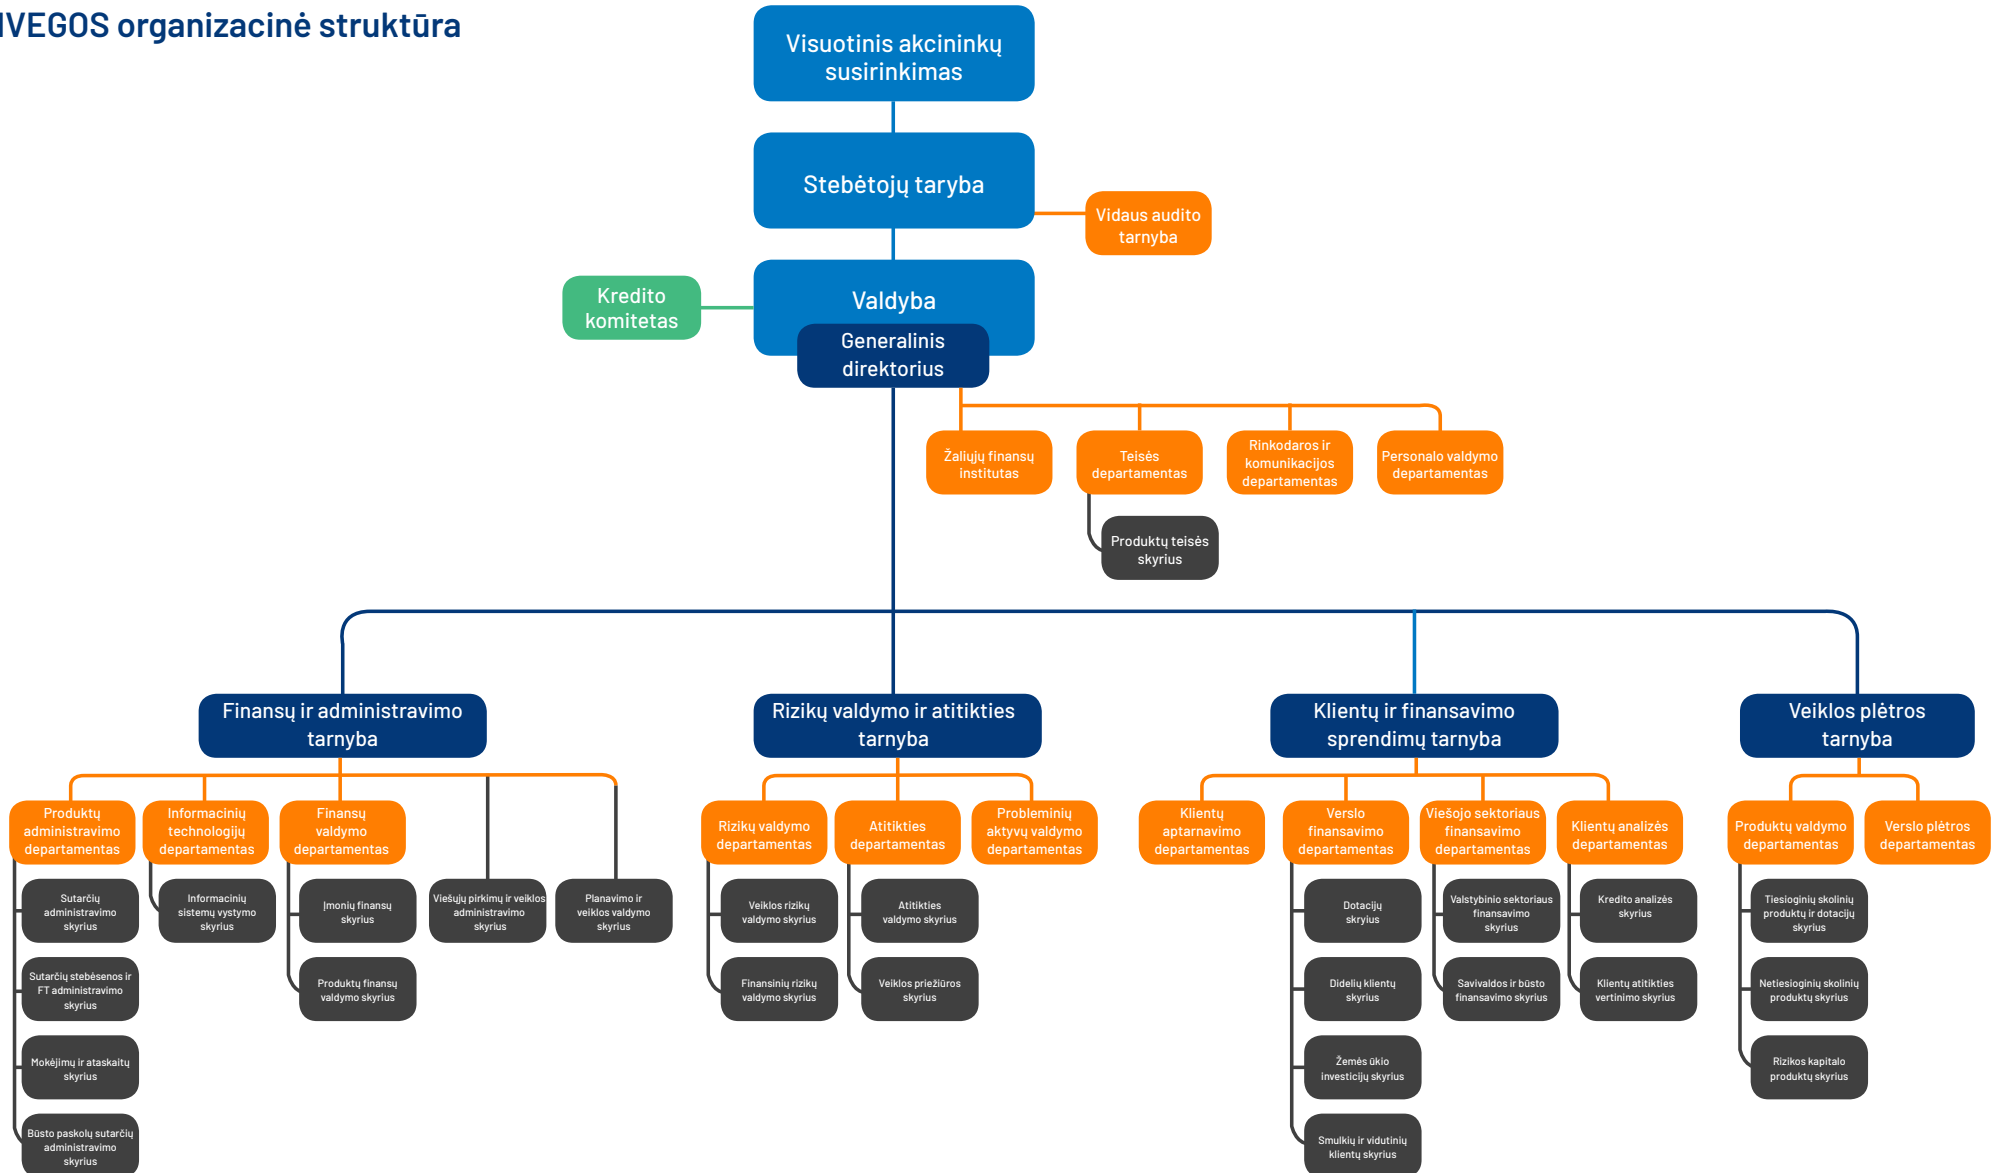 IVEGOS organizacinė struktūra
Visuotinis akcininkų
susirinkimas
Stebėtojų taryba
Vidaus audito
tarnyba
Kredito
komitetas
Valdyba
Generalinis
direktorius
Žaliųjų finansų
institutas
Teisės
departamentas
Rinkodaros ir
komunikacijos
departamentas
Personalo valdymo
departamentas
Produktų teisės
skyrius
Finansų ir administravimo
tarnyba
Rizikų valdymo ir atitikties
tarnyba
Klientų ir finansavimo
sprendimų tarnyba
Veiklos plėtros
tarnyba
Produktų
administravimo
departamentas
Informacinių
technologijų
departamentas
Finansų
valdymo
departamentas
Rizikų valdymo
departamentas
Atitikties
departamentas
Probleminių
aktyvų valdymo
departamentas
Klientų
aptarnavimo
departamentas
Verslo
finansavimo
departamentas
Viešojo sektoriaus
finansavimo
departamentas
Klientų analizės
departamentas
Produktų valdymo
departamentas
Verslo plėtros
departamentas
Sutarčių
administravimo
skyrius
Informacinių
sistemų vystymo
skyrius
Įmonių finansų
skyrius
Viešųjų pirkimų ir veiklos
administravimo
skyrius
Planavimo ir
veiklos valdymo
skyrius
Veiklos rizikų
valdymo skyrius
Atitikties
valdymo skyrius
Dotacijų
skryius
Valstybinio sektoriaus
finansavimo
skyrius
Kredito analizės
skyrius
Tiesioginių skolinių
produktų ir dotacijų
skyrius
Sutarčių stebėsenos ir
FT administravimo
skyrius
Produktų finansų
valdymo skyrius
Finansinių rizikų
valdymo skyrius
Veiklos priežiūros
skyrius
Didelių klientų
skyrius
Savivaldos ir būsto
finansavimo skyrius
Klientų atitikties
vertinimo skyrius
Netiesioginių skolinių
produktų skyrius
Mokėjimų ir ataskaitų
skyrius
Žemės ūkio
investicijų skyrius
Rizikos kapitalo
produktų skyrius
Būsto paskolų sutarčių
administravimo
skyrius
Smulkių ir vidutinių
klientų skyrius